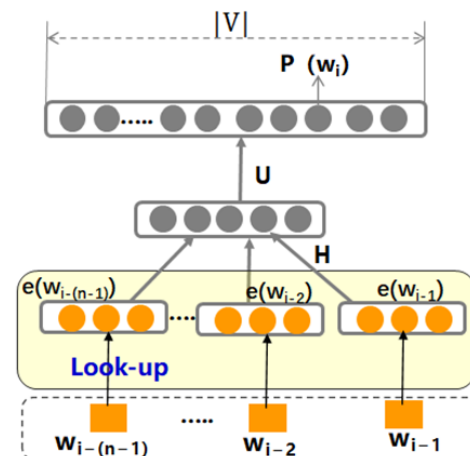 |V|
P (wᵢ)
.....
U
H
e(wᵢ₋₍ₙ₋₁₎) e(wᵢ₋₂) e(wᵢ₋₁)
....
Look-up
.....
wᵢ₋₍ₙ₋₁₎ wᵢ₋₂ wᵢ₋₁